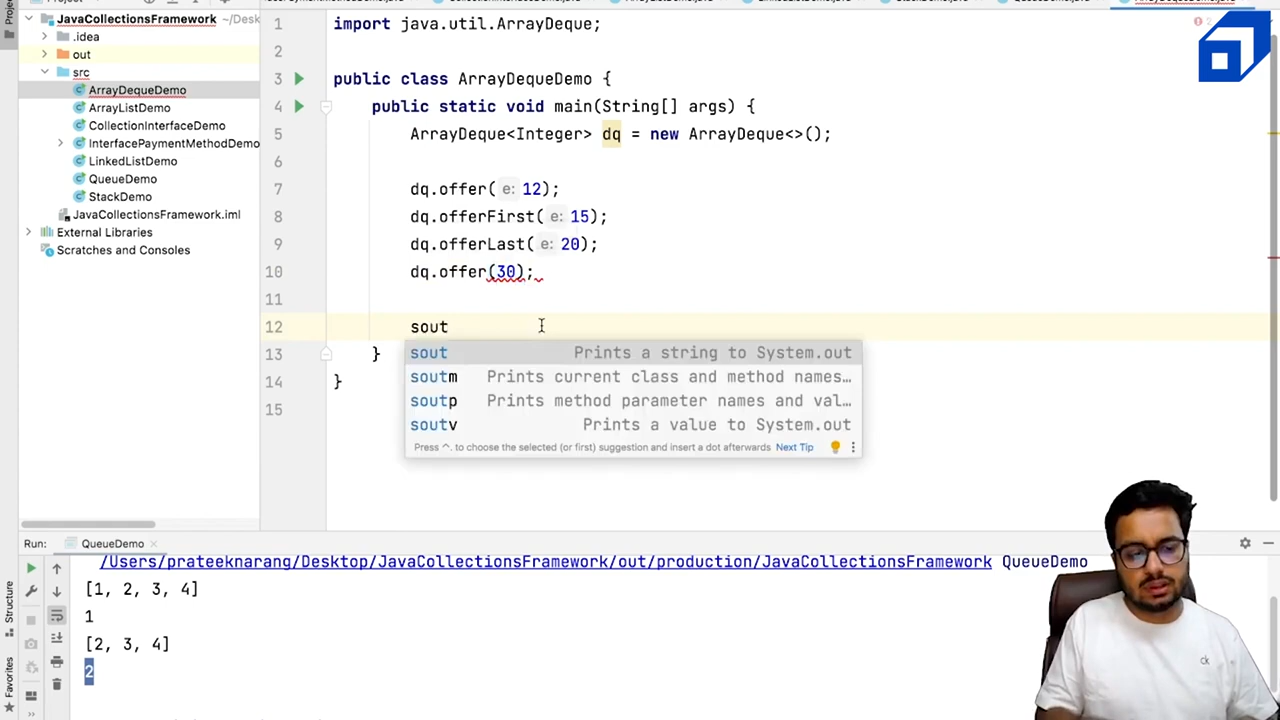 JavaCollectionsFramework ~/Desk
.idea
out
src
ArrayDequeDemo
ArrayListDemo
CollectionInterfaceDemo
InterfacePaymentMethodDemo
LinkedListDemo
QueueDemo
StackDemo
JavaCollectionsFramework.iml
External Libraries
Scratches and Consoles
1 import java.util.ArrayDeque;
2
3 public class ArrayDequeDemo {
4 public static void main(String[] args) {
5 ArrayDeque<Integer> dq = new ArrayDeque<>();
6
7 dq.offer( e: 12);
8 dq.offerFirst( e: 15);
9 dq.offerLast( e: 20);
10 dq.offer(30);
11
12 sout
13 }
14 }
15
sout Prints a string to System.out
soutm Prints current class and method names…
soutp Prints method parameter names and val…
soutv Prints a value to System.out
Press ^. to choose the selected (or first) suggestion and insert a dot afterwards Next Tip
Run: QueueDemo
/Users/prateeknarang/Desktop/JavaCollectionsFramework/out/production/JavaCollectionsFramework QueueDemo
[1, 2, 3, 4]
1
[2, 3, 4]
2
Structure
Favorites
ck